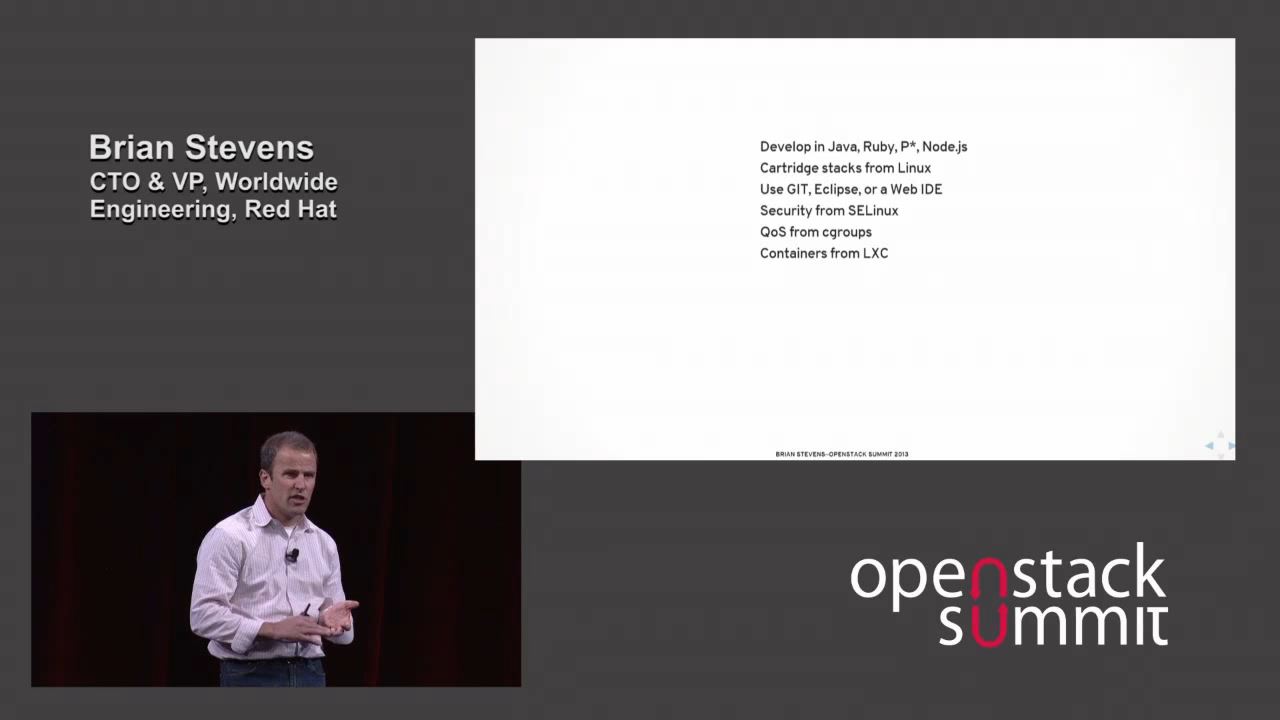 Brian Stevens
CTO & VP, Worldwide
Engineering, Red Hat
Develop in Java, Ruby, P*, Node.js
Cartridge stacks from Linux
Use GIT, Eclipse, or a Web IDE
Security from SELinux
QoS from cgroups
Containers from LXC
BRIAN STEVENS–OPENSTACK SUMMIT 2013
openstack
summit